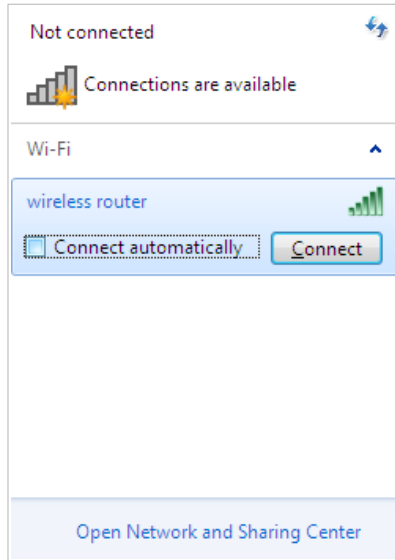 Not connected
Connections are available
Wi-Fi
wireless router
Connect automatically
Connect
Open Network and Sharing Center